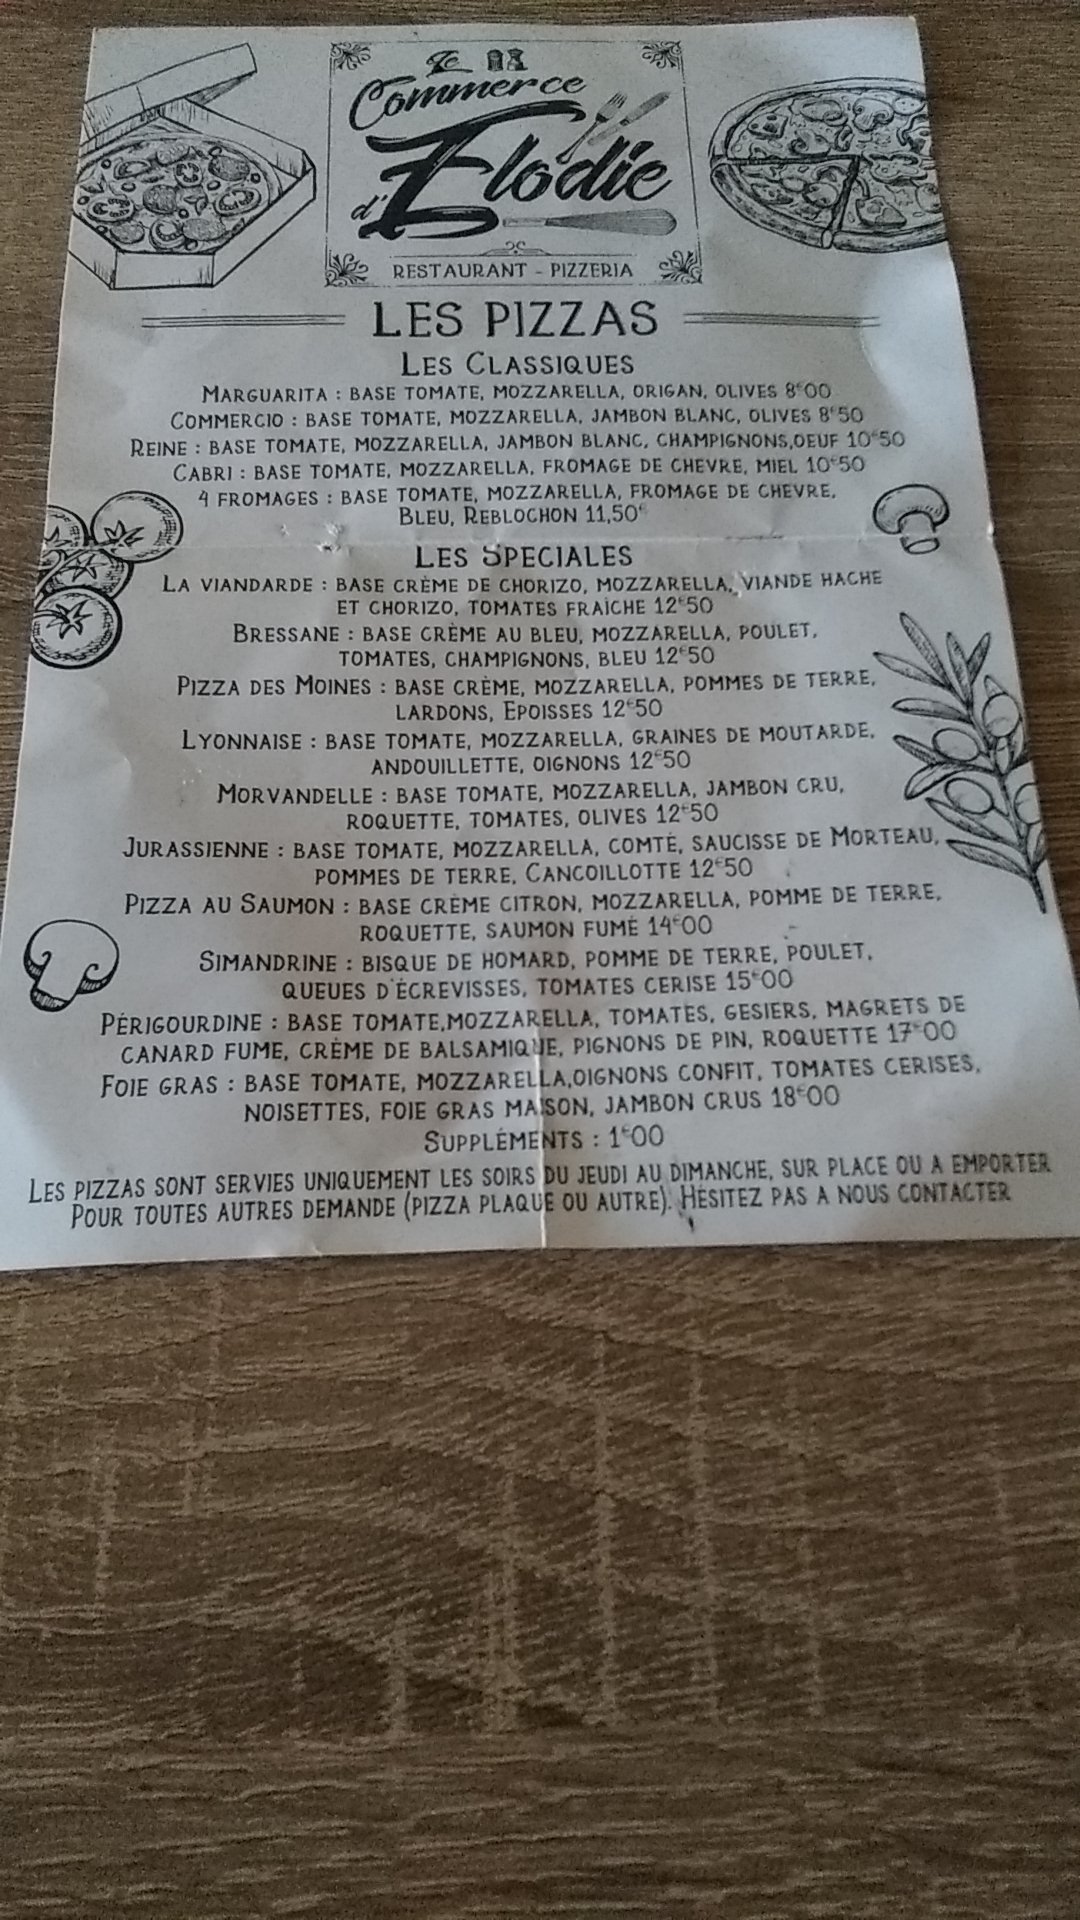 Le
Commerce
d'Elodie
RESTAURANT - PIZZERIA
LES PIZZAS
LES CLASSIQUES
MARGUARITA : BASE TOMATE, MOZZARELLA, ORIGAN, OLIVES 8€00
COMMERCIO : BASE TOMATE, MOZZARELLA, JAMBON BLANC, OLIVES 8€50
REINE : BASE TOMATE, MOZZARELLA, JAMBON BLANC, CHAMPIGNONS,OEUF 10€50
CABRI : BASE TOMATE, MOZZARELLA, FROMAGE DE CHEVRE, MIEL 10€50
4 FROMAGES : BASE TOMATE, MOZZARELLA, FROMAGE DE CHEVRE,
BLEU, REBLOCHON 11,50€
LES SPECIALES
LA VIANDARDE : BASE CRÈME DE CHORIZO, MOZZARELLA, VIANDE HACHE
ET CHORIZO, TOMATES FRAÎCHE 12€50
BRESSANE : BASE CRÈME AU BLEU, MOZZARELLA, POULET,
TOMATES, CHAMPIGNONS, BLEU 12€50
PIZZA DES MOINES : BASE CRÈME, MOZZARELLA, POMMES DE TERRE,
LARDONS, EPOISSES 12€50
LYONNAISE : BASE TOMATE, MOZZARELLA, GRAINES DE MOUTARDE,
ANDOUILLETTE, OIGNONS 12€50
MORVANDELLE : BASE TOMATE, MOZZARELLA, JAMBON CRU,
ROQUETTE, TOMATES, OLIVES 12€50
JURASSIENNE : BASE TOMATE, MOZZARELLA, COMTÉ, SAUCISSE DE MORTEAU,
POMMES DE TERRE, CANCOILLOTTE 12€50
PIZZA AU SAUMON : BASE CRÈME CITRON, MOZZARELLA, POMME DE TERRE,
ROQUETTE, SAUMON FUMÉ 14€00
SIMANDRINE : BISQUE DE HOMARD, POMME DE TERRE, POULET,
QUEUES D'ÉCREVISSES, TOMATES CERISE 15€00
PÉRIGOURDINE : BASE TOMATE,MOZZARELLA, TOMATES, GESIERS, MAGRETS DE
CANARD FUME, CRÈME DE BALSAMIQUE, PIGNONS DE PIN, ROQUETTE 17€00
FOIE GRAS : BASE TOMATE, MOZZARELLA,OIGNONS CONFIT, TOMATES CERISES,
NOISETTES, FOIE GRAS MAISON, JAMBON CRUS 18€00
SUPPLÉMENTS : 1€00
LES PIZZAS SONT SERVIES UNIQUEMENT LES SOIRS DU JEUDI AU DIMANCHE, SUR PLACE OU A EMPORTER
POUR TOUTES AUTRES DEMANDE (PIZZA PLAQUE OU AUTRE). HÉSITEZ PAS A NOUS CONTACTER